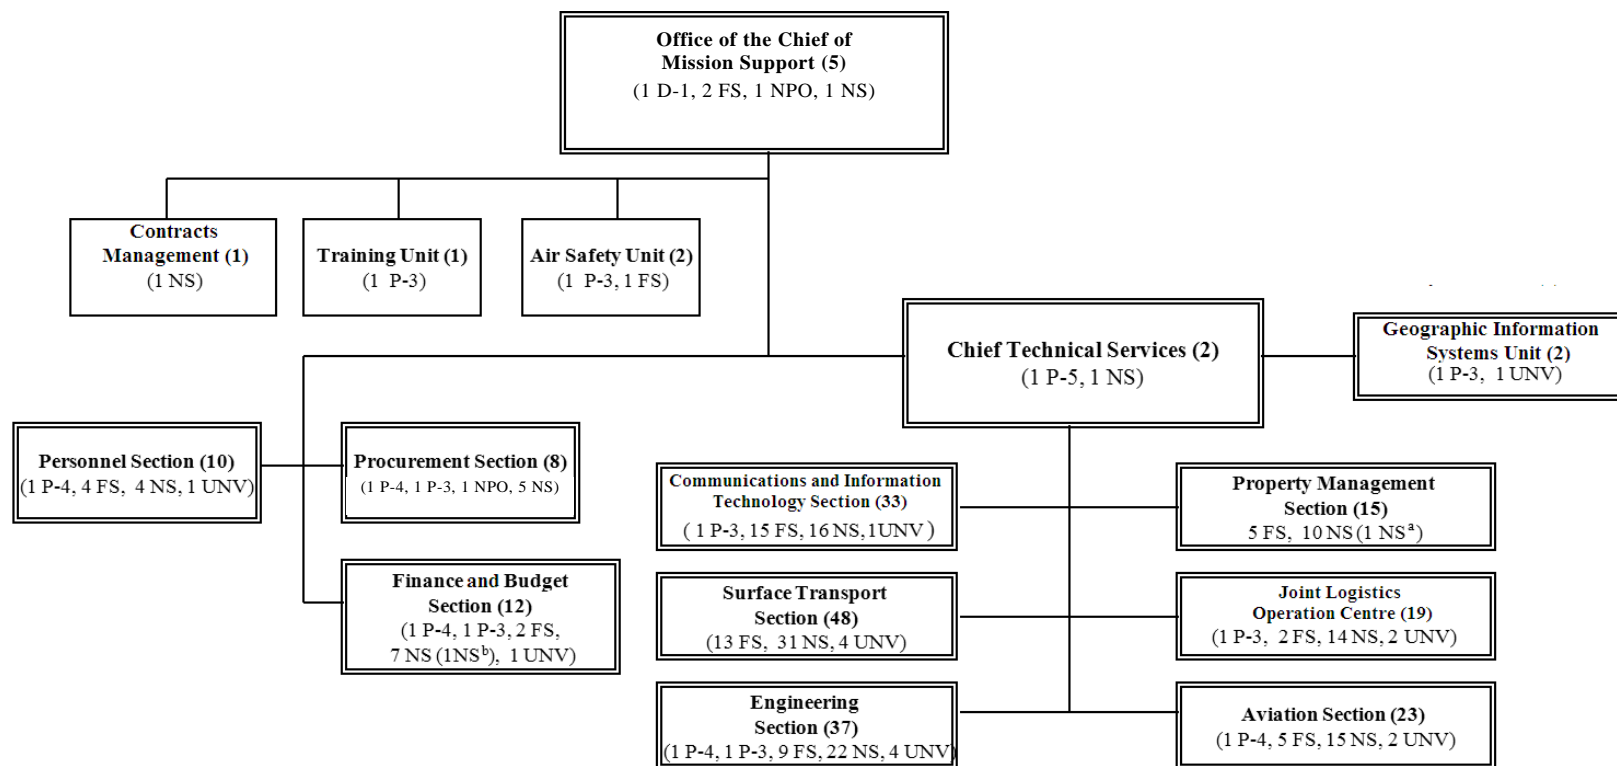 Office of the Chief of
Mission Support (5)
(1 D-1, 2 FS, 1 NPO, 1 NS)
Contracts
Management (1)
(1 NS)
Training Unit (1)
(1 P-3)
Air Safety Unit (2)
(1 P-3, 1 FS)
Chief Technical Services (2)
(1 P-5, 1 NS)
Geographic Information
Systems Unit (2)
(1 P-3, 1 UNV)
Personnel Section (10)
(1 P-4, 4 FS, 4 NS, 1 UNV)
Procurement Section (8)
(1 P-4, 1 P-3, 1 NPO, 5 NS)
Finance and Budget
Section (12)
(1 P-4, 1 P-3, 2 FS,
7 NS (1NSᵇ), 1 UNV)
Communications and Information
Technology Section (33)
( 1 P-3, 15 FS, 16 NS, 1UNV )
Property Management
Section (15)
5 FS, 10 NS (1 NSᵃ)
Surface Transport
Section (48)
(13 FS, 31 NS, 4 UNV)
Joint Logistics
Operation Centre (19)
(1 P-3, 2 FS, 14 NS, 2 UNV)
Engineering
Section (37)
(1 P-4, 1 P-3, 9 FS, 22 NS, 4 UNV)
Aviation Section (23)
(1 P-4, 5 FS, 15 NS, 2 UNV)